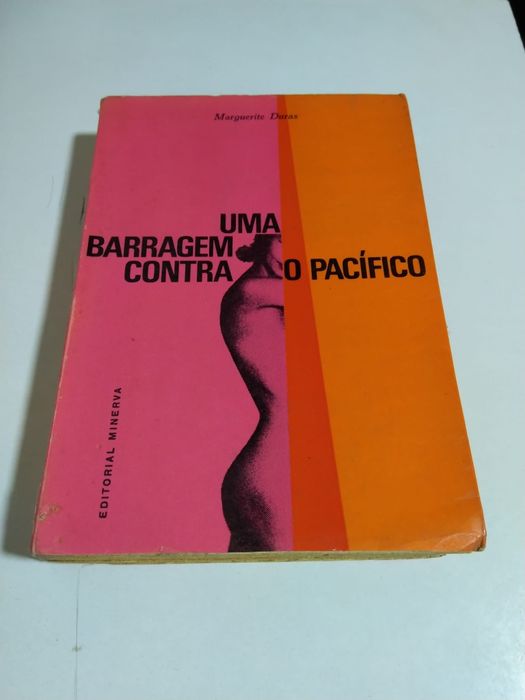 Marguerite Duras
UMA
BARRAGEM
CONTRA O PACÍFICO
EDITORIAL MINERVA